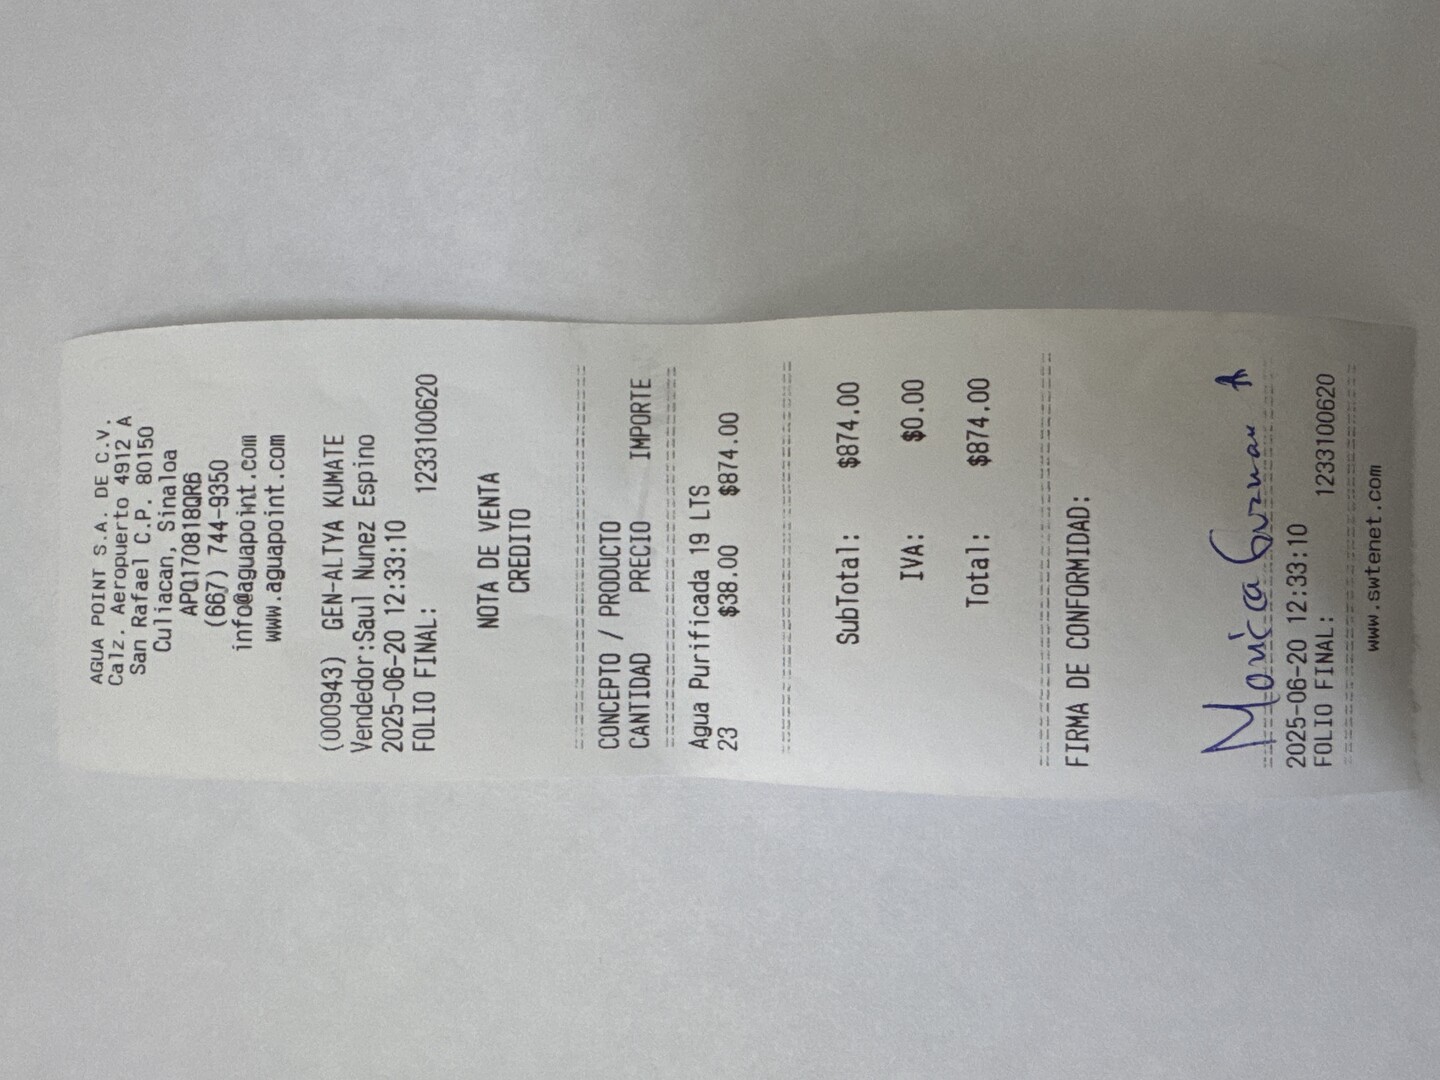 AGUA POINT S.A. DE C.V.
Calz. Aeropuerto 4912 A
San Rafael C.P. 80150
Culiacan, Sinaloa
APO170818QR6
(667) 744-9350
info@aguapoint.com
www.aguapoint.com
(000943) GEN-ALTYA KUMATE
Vendedor:Saul Nunez Espino
2025-06-20 12:33:10
FOLIO FINAL: 1233100620
NOTA DE VENTA
CREDITO
CONCEPTO / PRODUCTO
CANTIDAD PRECIO IMPORTE
Agua Purificada 19 LTS
23 $38.00 $874.00
SubTotal: $874.00
IVA: $0.00
Total: $874.00
FIRMA DE CONFORMIDAD:
Monica Guzman
2025-06-20 12:33:10
FOLIO FINAL: 1233100620
www.swtenet.com